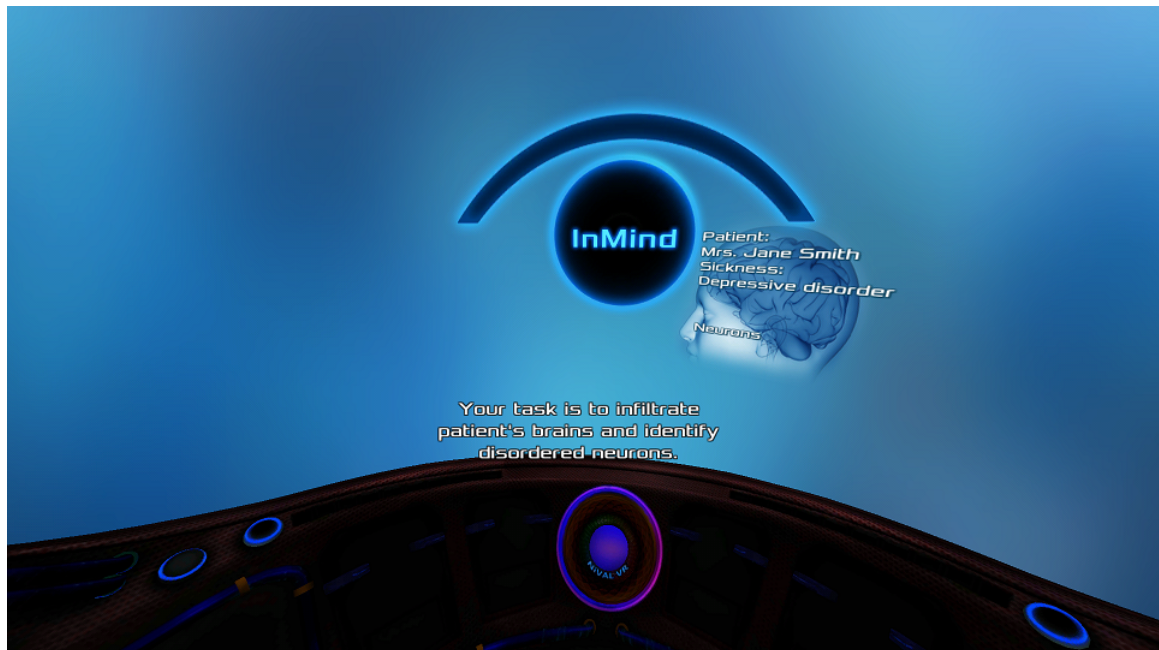 InMind
Patient:
Mrs. Jane Smith
Sickness:
Depressive disorder
Neurons
Your task is to infiltrate
patient's brains and identify
disordered neurons.
NIVAL VR